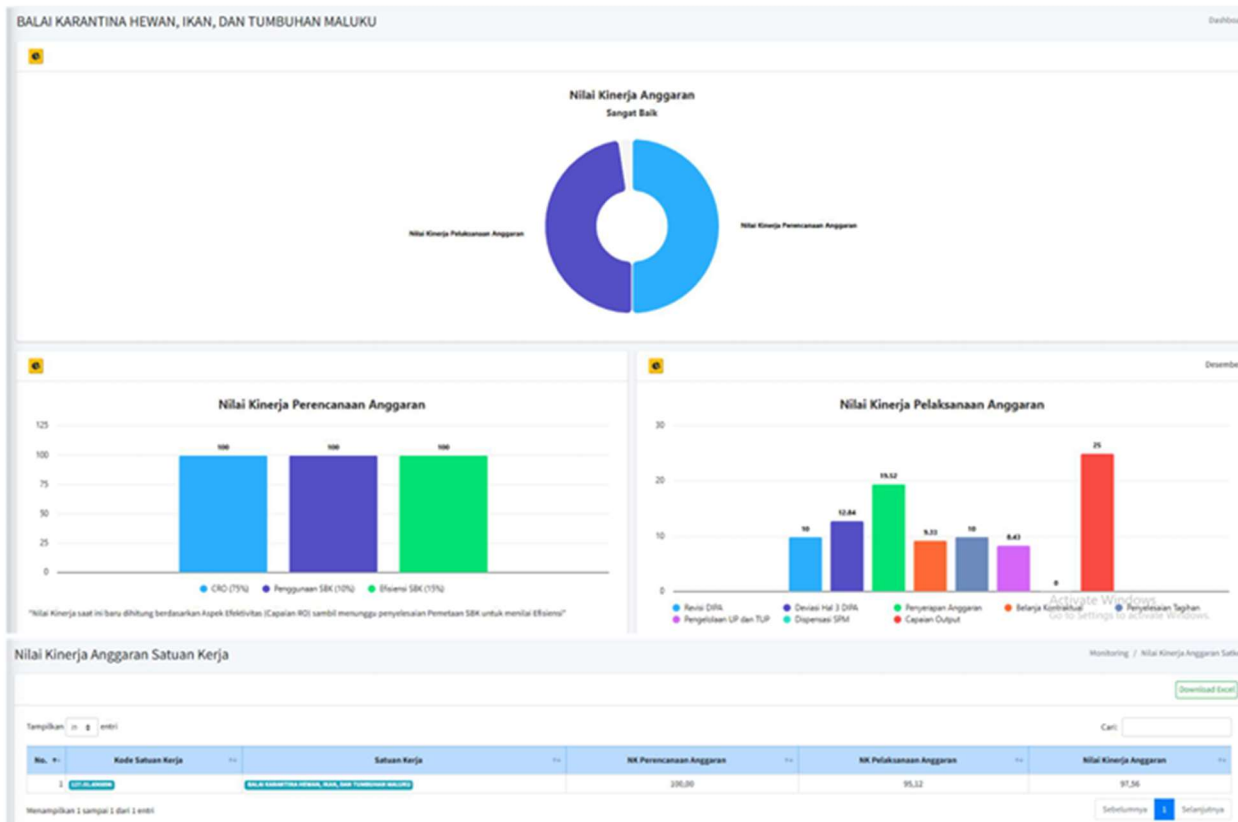 BALAI KARANTINA HEWAN, IKAN, DAN TUMBUHAN MALUKU
Nilai Kinerja Anggaran
Sangat Baik
Nilai Kinerja Pelaksanaan Anggaran
Nilai Kinerja Perencanaan Anggaran
Nilai Kinerja Perencanaan Anggaran
125
100
75
50
25
0
100 100 100
CRO (75%) Penggunaan SBK (10%) Efisiensi SBK (15%)
"Nilai Kinerja saat ini baru dihitung berdasarkan Aspek Efektivitas (Capaian RO) sambil menunggu penyelesaian Pemetaan SBK untuk menilai Efisiensi"
Desembe
Nilai Kinerja Pelaksanaan Anggaran
30
20
10
0
10 12.84 19.52 9.33 10 8.43 0 25
Revisi DIPA Deviasi Hal 3 DIPA Penyerapan Anggaran Belanja Kontraktual Penyelesaian Tagihan
Pengelolaan UP dan TUP Dispensasi SPM Capaian Output
Activate Windows
Go to Settings to activate Windows.
Nilai Kinerja Anggaran Satuan Kerja
Monitoring / Nilai Kinerja Anggaran
Download Excel
Tampilkan entri
Cari:
No. Kode Satuan Kerja Satuan Kerja NK Perencanaan Anggaran NK Pelaksanaan Anggaran Nilai Kinerja Anggaran
1 BALAI KARANTINA HEWAN, IKAN, DAN TUMBUHAN MALUKU 100,00 95,12 97,56
Menampilkan 1 sampai 1 dari 1 entri
Sebelumnya 1 Selanjutnya